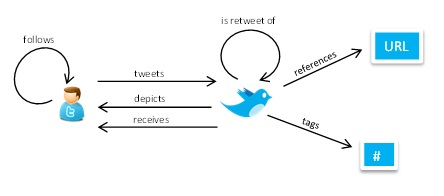 is retweet of
follows
URL
tweets
references
depicts
receives
tags
#